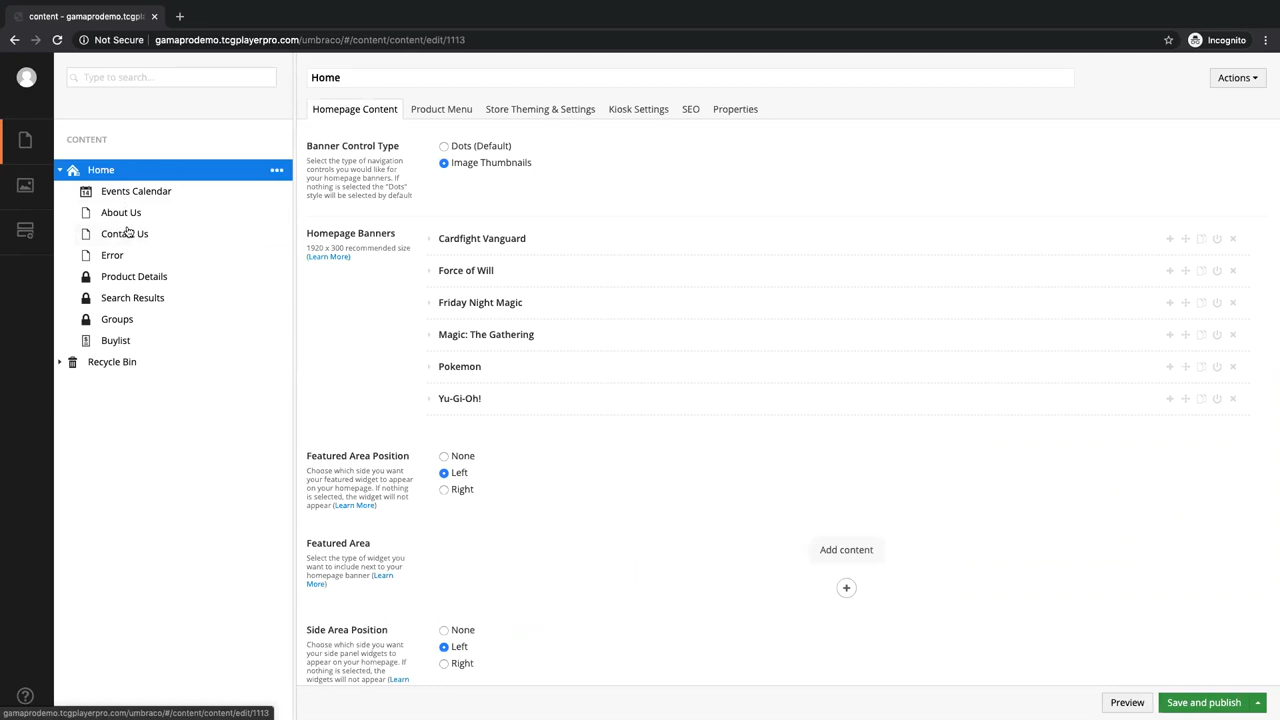 content - gamaprodemo.tcgpla
Not Secure
gamaprodemo.tcgplayerpro.com/umbraco/#/content/content/edit/1113
Incognito
Type to search...
Home
Actions
Homepage Content
Product Menu
Store Theming & Settings
Kiosk Settings
SEO
Properties
CONTENT
Home
Events Calendar
About Us
Contact Us
Error
Product Details
Search Results
Groups
Buylist
Recycle Bin
Banner Control Type
Select the type of navigation
controls you would like for
your homepage banners. If
nothing is selected the "Dots"
style will be selected by default
Dots (Default)
Image Thumbnails
Homepage Banners
1920 x 300 recommended size
(Learn More)
Cardfight Vanguard
Force of Will
Friday Night Magic
Magic: The Gathering
Pokemon
Yu-Gi-Oh!
Featured Area Position
Choose which side you want
your featured widget to appear
on your homepage. If nothing
is selected, the widget will not
appear (Learn More)
None
Left
Right
Featured Area
Select the type of widget you
want to include next to your
homepage banner (Learn
More)
Add content
Side Area Position
Choose which side you want
your side panel widgets to
appear on your homepage. If
nothing is selected, the
widgets will not appear (Learn
None
Left
Right
Preview
Save and publish
gamaprodemo.tcgplayerpro.com/umbraco/#/content/content/edit/1113